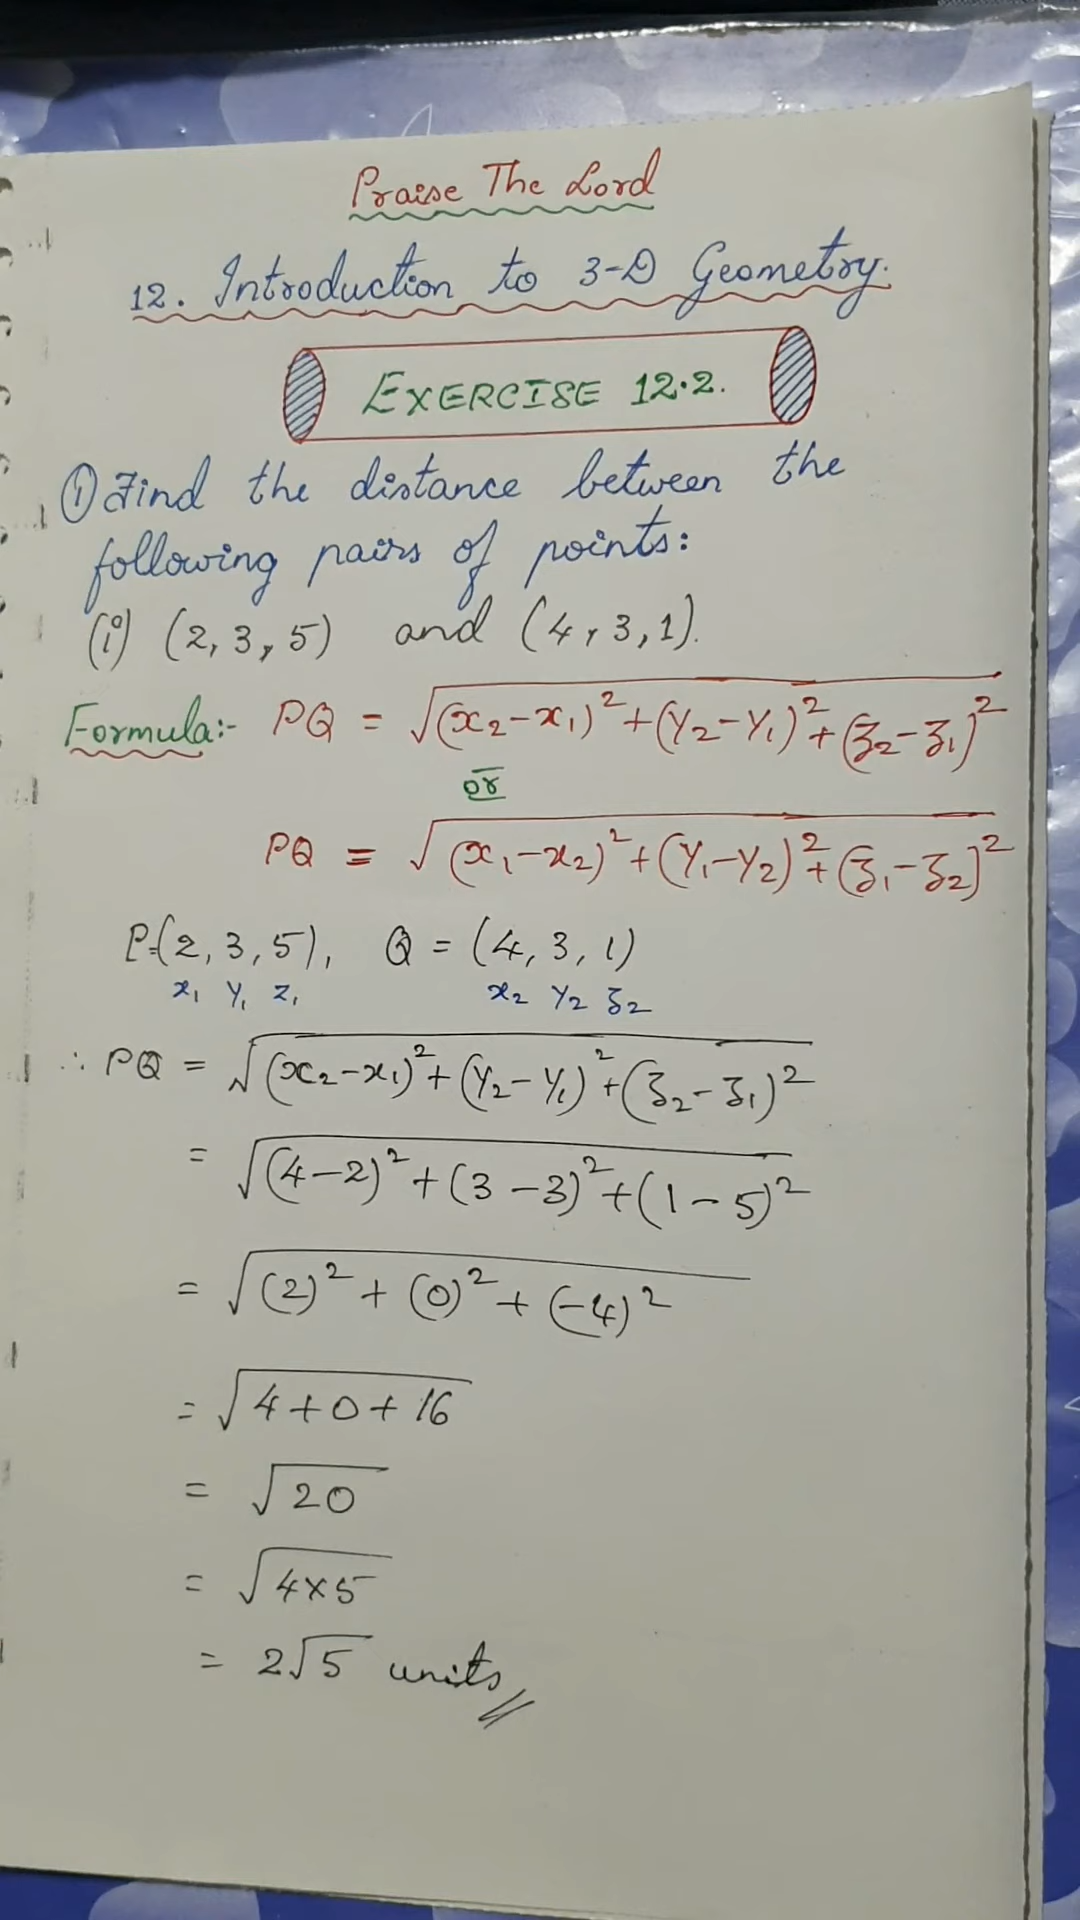 Praise The Lord
12. Introduction to 3-D Geometry.
EXERCISE 12.2.
① Find the distance between the
following pairs of points:
(i) (2, 3, 5) and (4, 3, 1).
Formula:- PQ = √(x₂-x₁)²+(y₂-y₁)²+(z₂-z₁)²
or
PQ = √(x₁-x₂)²+(y₁-y₂)²+(z₁-z₂)²
P=(2, 3, 5), Q = (4, 3, 1)
x₁ y₁ z₁ x₂ y₂ z₂
∴ PQ = √(x₂-x₁)²+(y₂-y₁)²+(z₂-z₁)²
= √(4-2)²+(3-3)²+(1-5)²
= √(2)²+(0)²+(-4)²
= √4+0+16
= √20
= √4×5
= 2√5 units